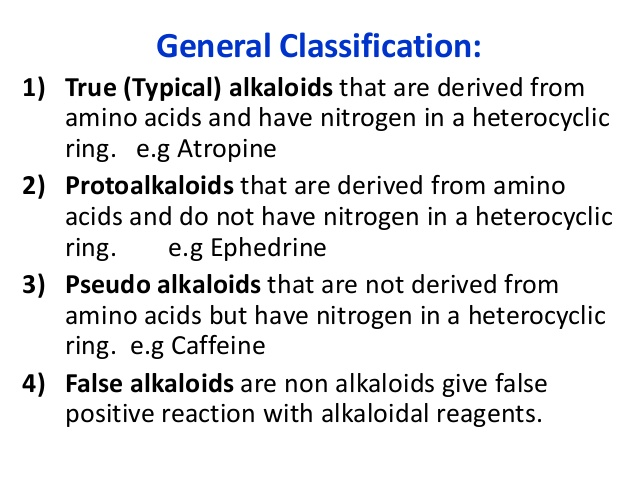 General Classification:
1) True (Typical) alkaloids that are derived from
amino acids and have nitrogen in a heterocyclic
ring. e.g Atropine
2) Protoalkaloids that are derived from amino
acids and do not have nitrogen in a heterocyclic
ring. e.g Ephedrine
3) Pseudo alkaloids that are not derived from
amino acids but have nitrogen in a heterocyclic
ring. e.g Caffeine
4) False alkaloids are non alkaloids give false
positive reaction with alkaloidal reagents.